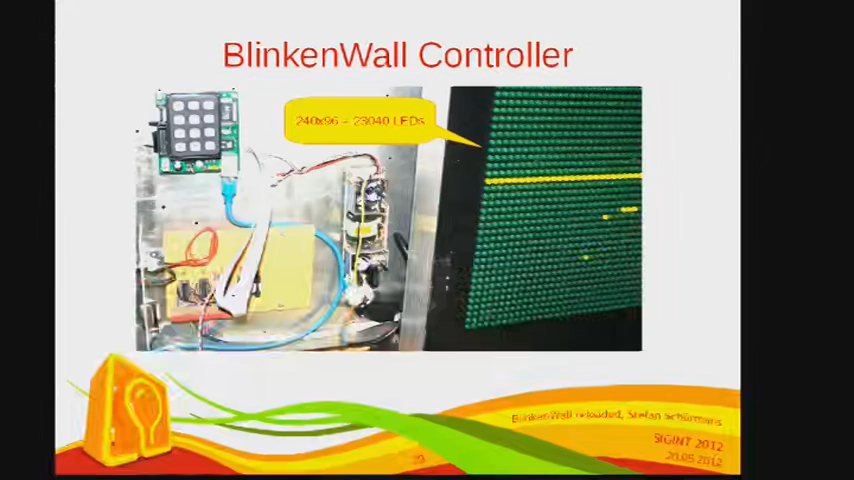 BlinkenWall Controller
240x96 = 23040 LEDs
BlinkenWall reloaded, Stefan Schürmans
SIGINT 2012
20.05.2012